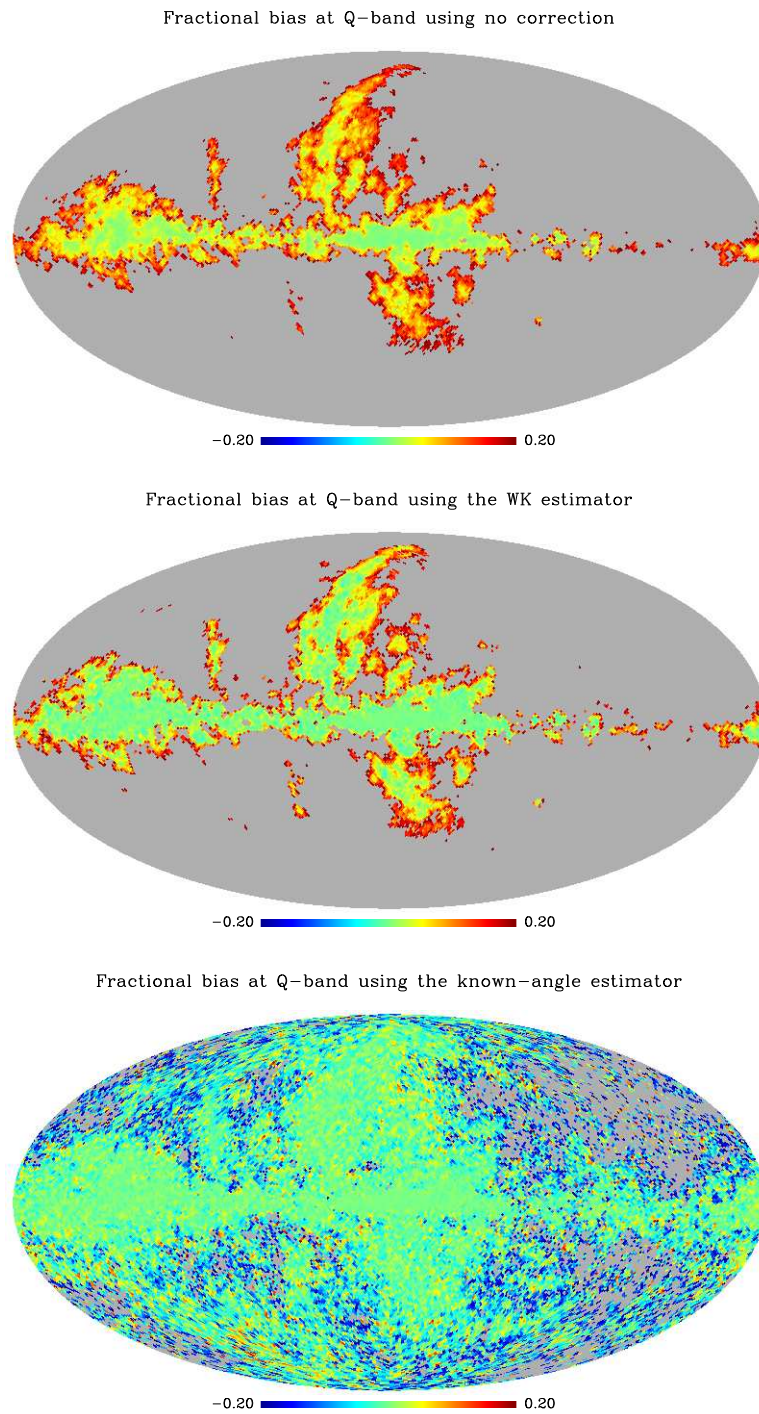 Fractional bias at Q−band using no correction
−0.20 0.20
Fractional bias at Q−band using the WK estimator
−0.20 0.20
Fractional bias at Q−band using the known−angle estimator
−0.20 0.20